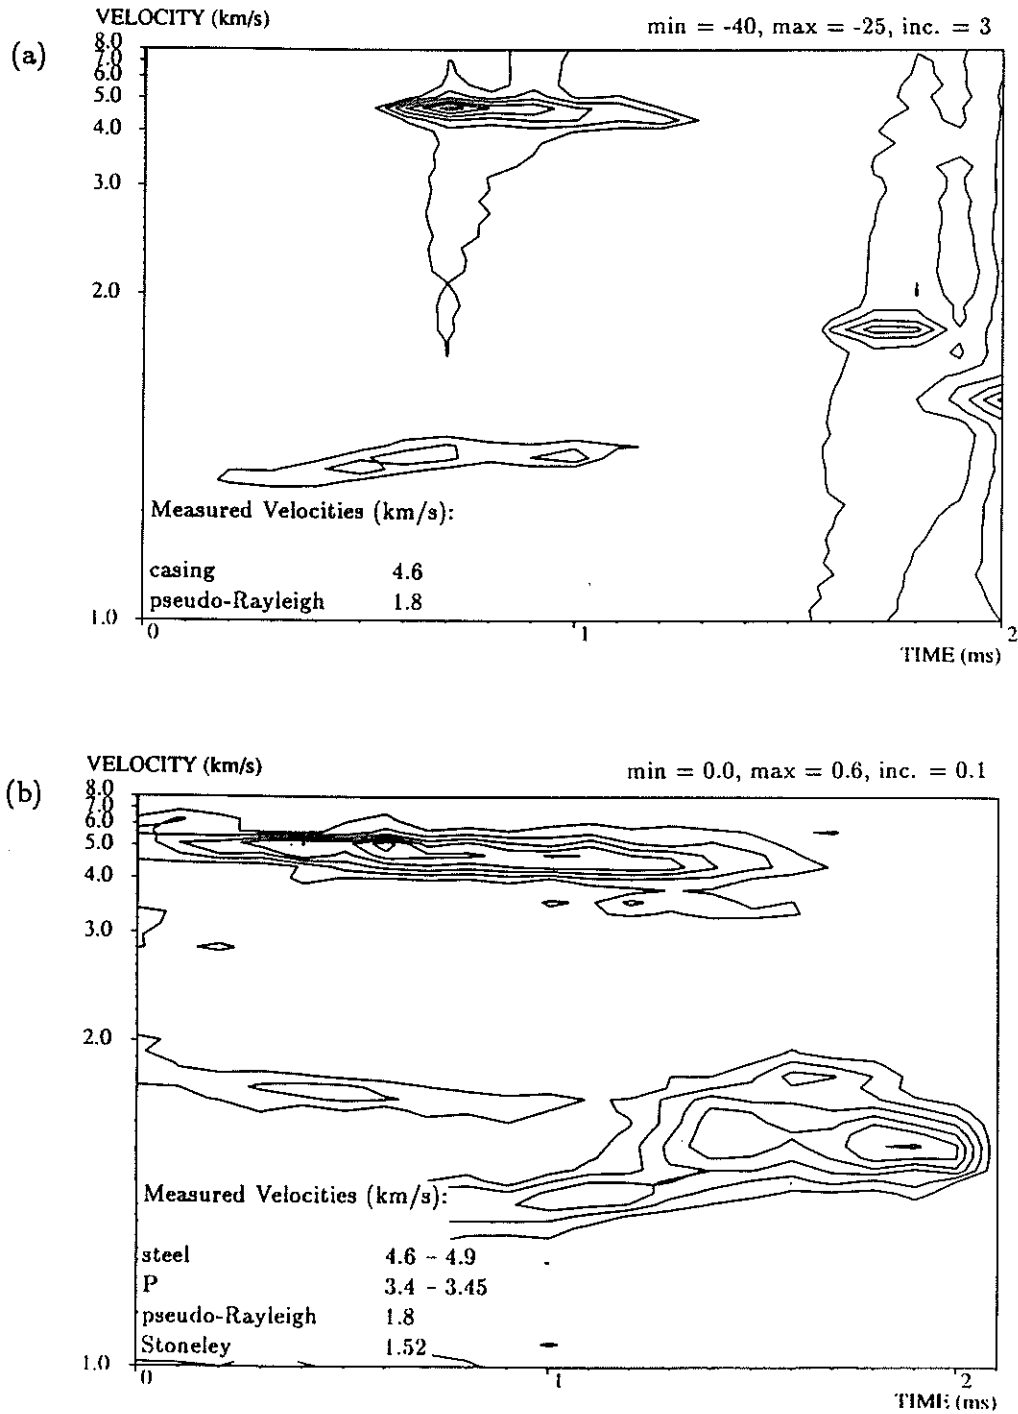 (a)
VELOCITY (km/s)
min = -40, max = -25, inc. = 3
8.0
7.0
6.0
5.0
4.0
3.0
2.0
1.0
Measured Velocities (km/s):
casing 4.6
pseudo-Rayleigh 1.8
0 1 2
TIME (ms)
(b)
VELOCITY (km/s)
min = 0.0, max = 0.6, inc. = 0.1
8.0
7.0
6.0
5.0
4.0
3.0
2.0
1.0
Measured Velocities (km/s):
steel 4.6 - 4.9
P 3.4 - 3.45
pseudo-Rayleigh 1.8
Stoneley 1.52
0 1 2
TIME (ms)